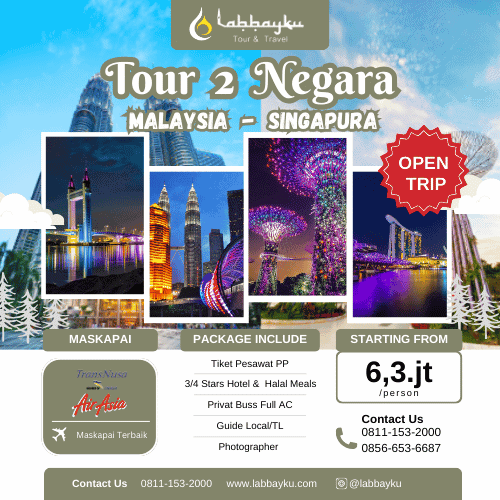 Labbayku
Tour & Travel
Tour 2 Negara
MALAYSIA - SINGAPURA
OPEN
TRIP
MASKAPAI
TransNusa
AirAsia
Maskapai Terbaik
PACKAGE INCLUDE
Tiket Pesawat PP
3/4 Stars Hotel & Halal Meals
Privat Buss Full AC
Guide Local/TL
Photographer
STARTING FROM
6,3.jt
/person
Contact Us
0811-153-2000
0856-653-6687
Contact Us 0811-153-2000 www.labbayku.com @labbayku